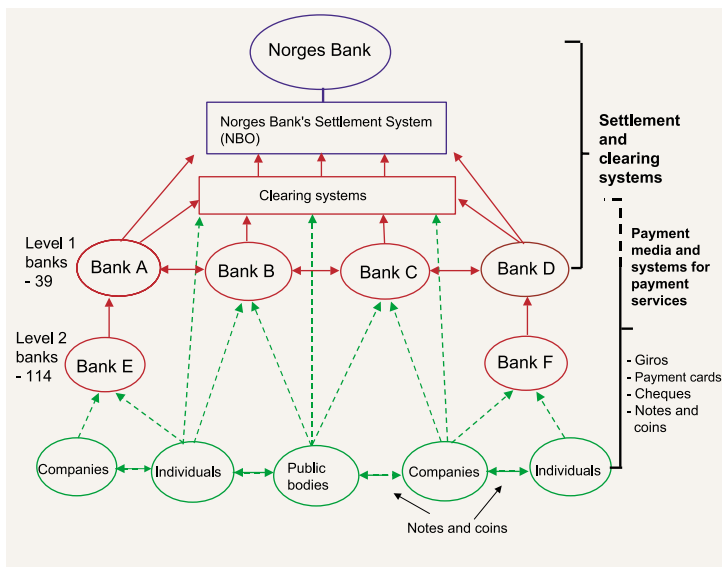 Norges Bank
Norges Bank's Settlement System
(NBO)
Settlement
and
clearing
systems
Clearing systems
Level 1
banks
- 39
Bank A
Bank B
Bank C
Bank D
Payment
media and
systems for
payment
services
Level 2
banks
- 114
Bank E
Bank F
- Giros
- Payment cards
- Cheques
- Notes and
coins
Companies
Individuals
Public
bodies
Companies
Individuals
Notes and coins